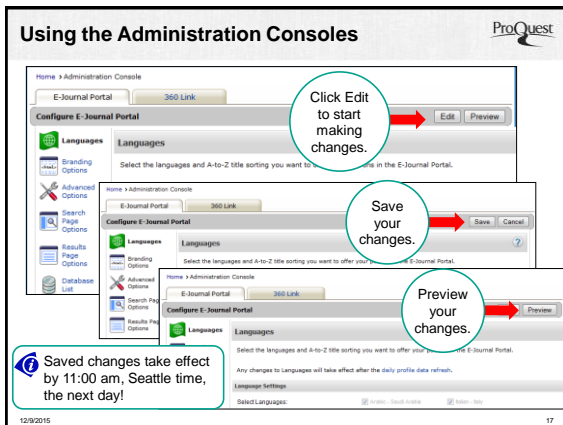 Using the Administration Consoles
ProQuest
Home > Administration Console
E-Journal Portal
360 Link
Configure E-Journal Portal
Edit
Preview
Click Edit
to start
making
changes.
Languages
Branding
Options
Advanced
Options
Search
Page
Options
Results
Page
Options
Database
List
Languages
Select the languages and A-to-Z title sorting you want to
in the E-Journal Portal.
Home > Administration Console
E-Journal Portal
360 Link
Configure E-Journal Portal
Save
Cancel
Save
your
changes.
Languages
Branding
Options
Advanced
Options
Search Pag
Options
Results Pag
Options
Languages
?
Select the languages and A-to-Z title sorting you want to offer your
E-Journal Portal.
Home > Administration Console
E-Journal Portal
360 Link
Configure E-Journal Portal
Preview
Preview
your
changes.
Languages
Languages
Select the languages and A-to-Z title sorting you want to offer your
the E-Journal Portal.
Any changes to Languages will take effect after the daily profile data refresh.
Language Settings
Select Languages:
Arabic - Saudi Arabia
Italian - Italy
Saved changes take effect
by 11:00 am, Seattle time,
the next day!
12/9/2015
17